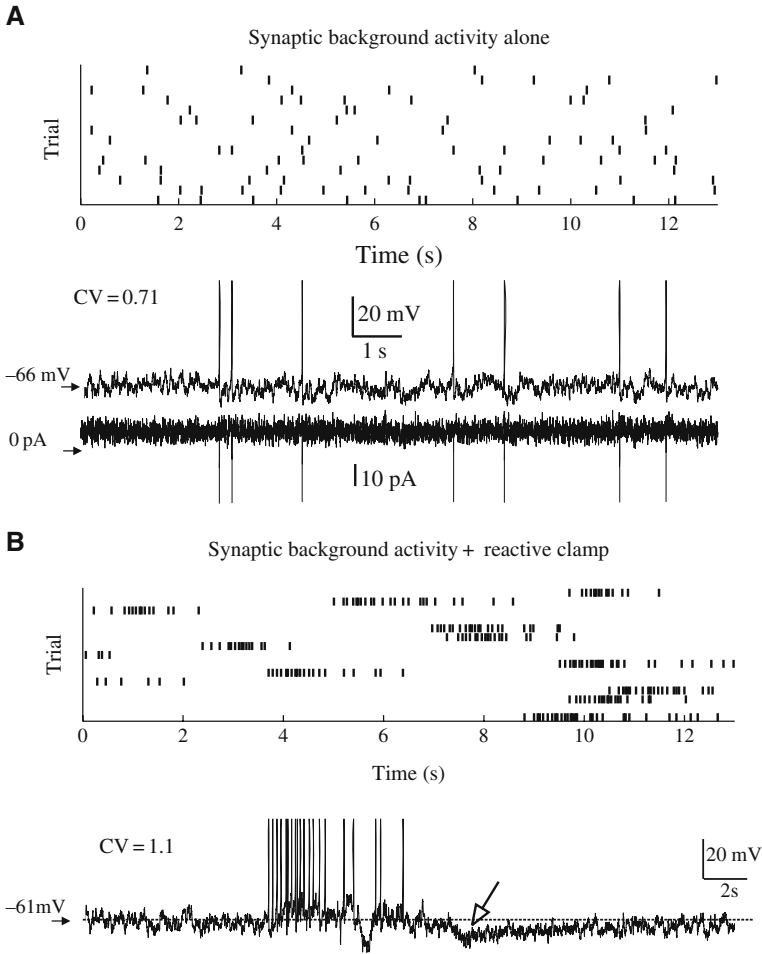 A
Synaptic background activity alone
Trial
0 2 4 6 8 10 12
Time (s)
CV = 0.71
20 mV
1 s
–66 mV
0 pA
10 pA
B
Synaptic background activity + reactive clamp
Trial
0 2 4 6 8 10 12
Time (s)
CV = 1.1
20 mV
2s
–61mV